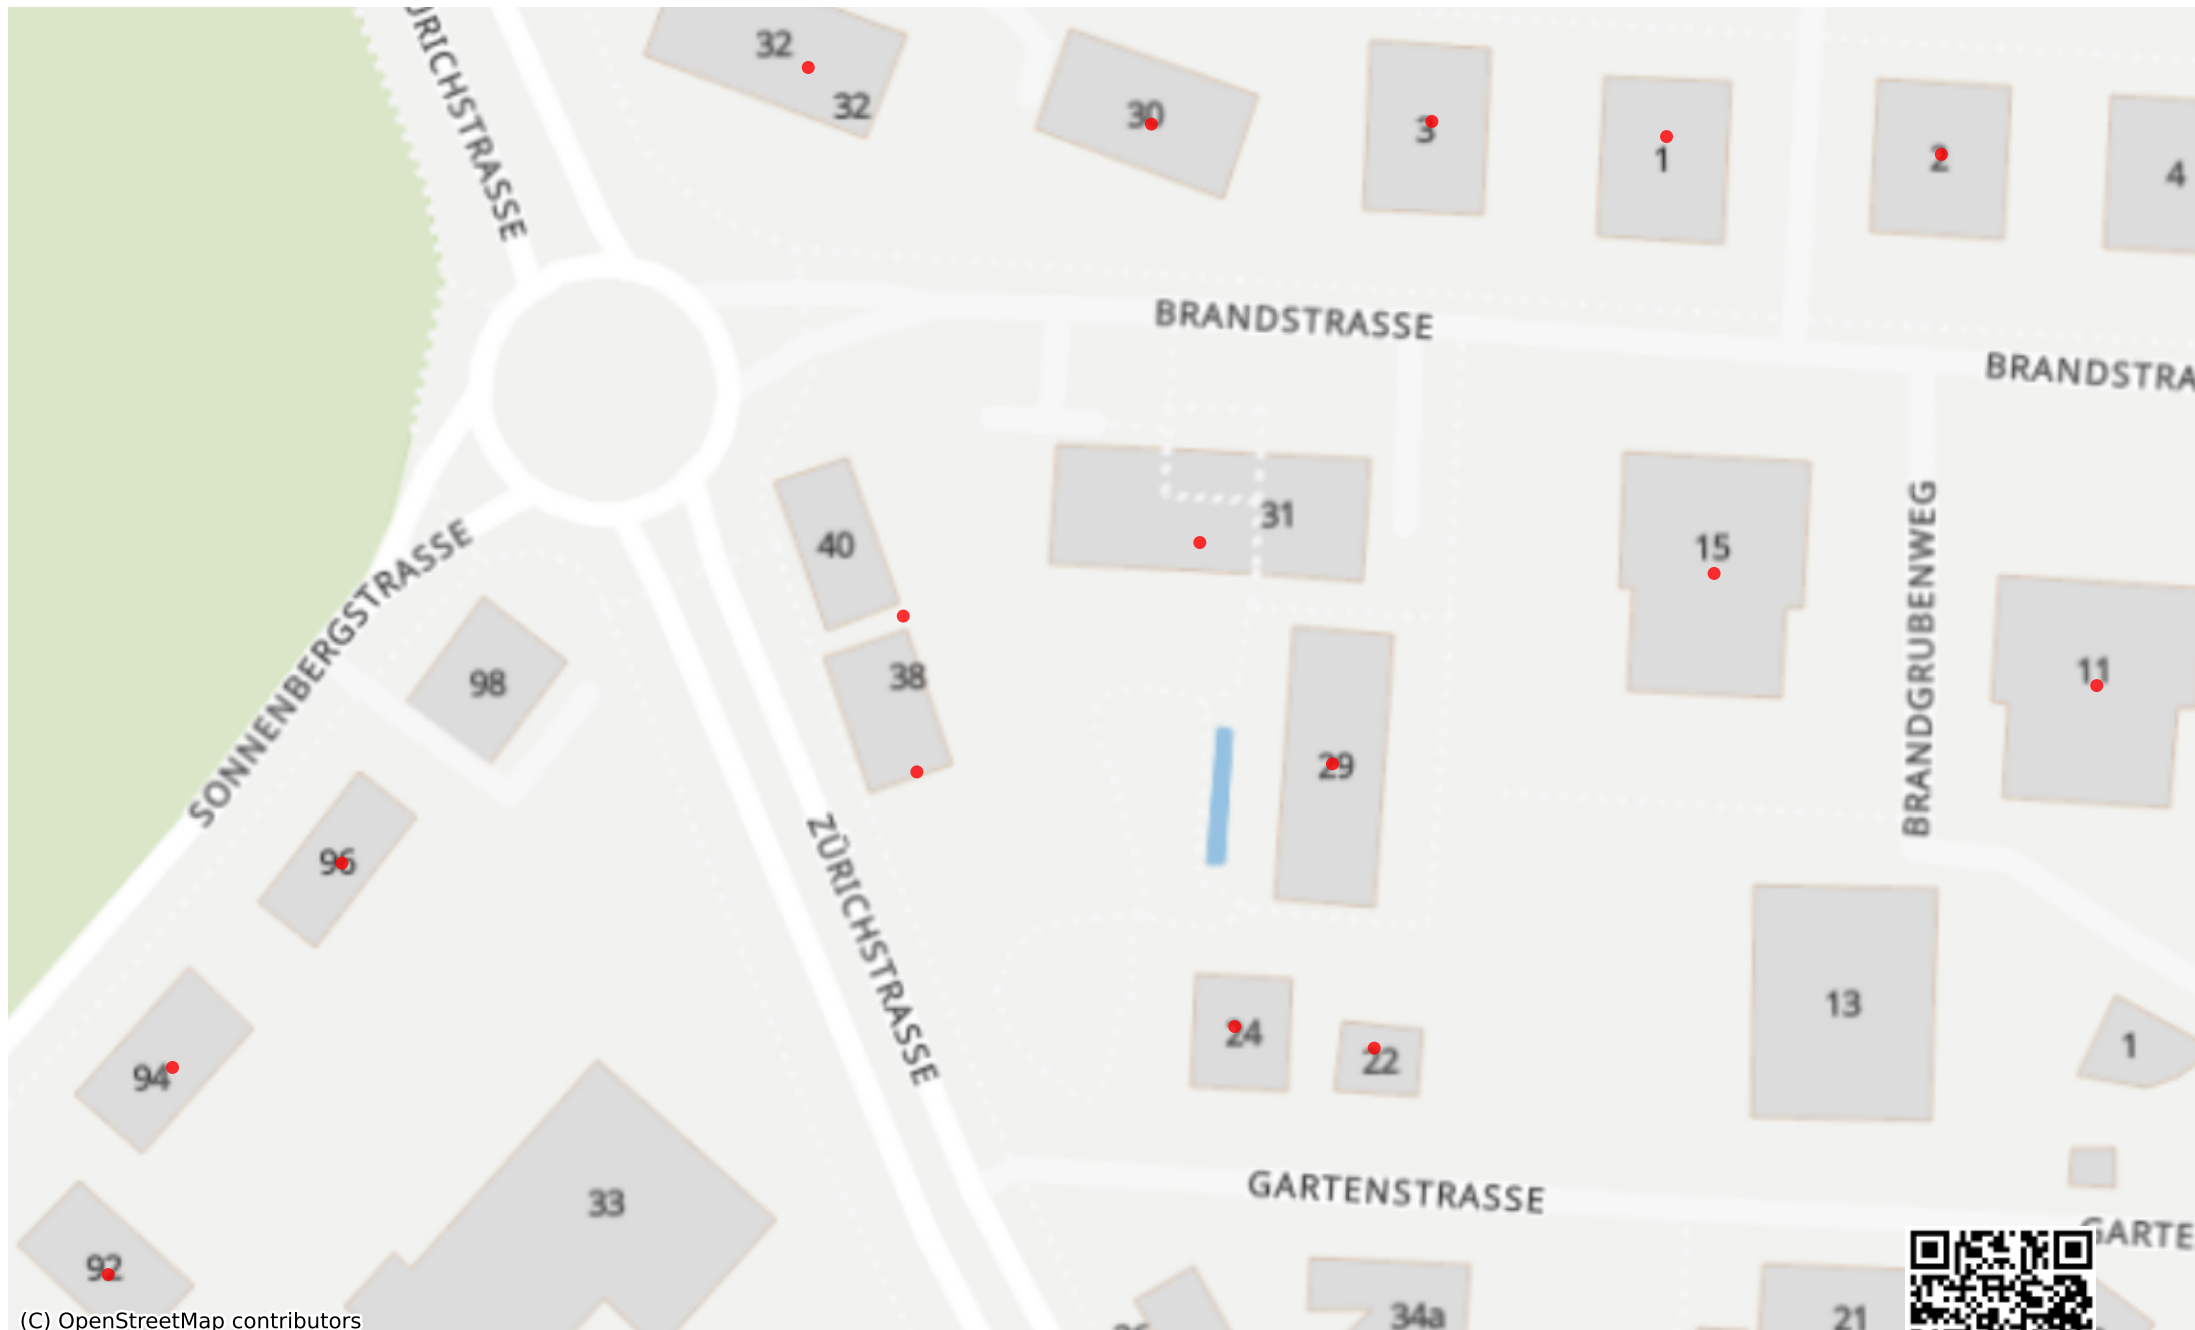 32
32
30
3
1
2
4
ZÜRICHSTRASSE
BRANDSTRASSE
BRANDSTRA
40
31
15
BRANDGRUBENWEG
SONNENBERGSTRASSE
98
38
11
29
96
ZÜRICHSTRASSE
13
24
22
1
94
33
GARTENSTRASSE
GARTE
92
34a
21
(C) OpenStreetMap contributors